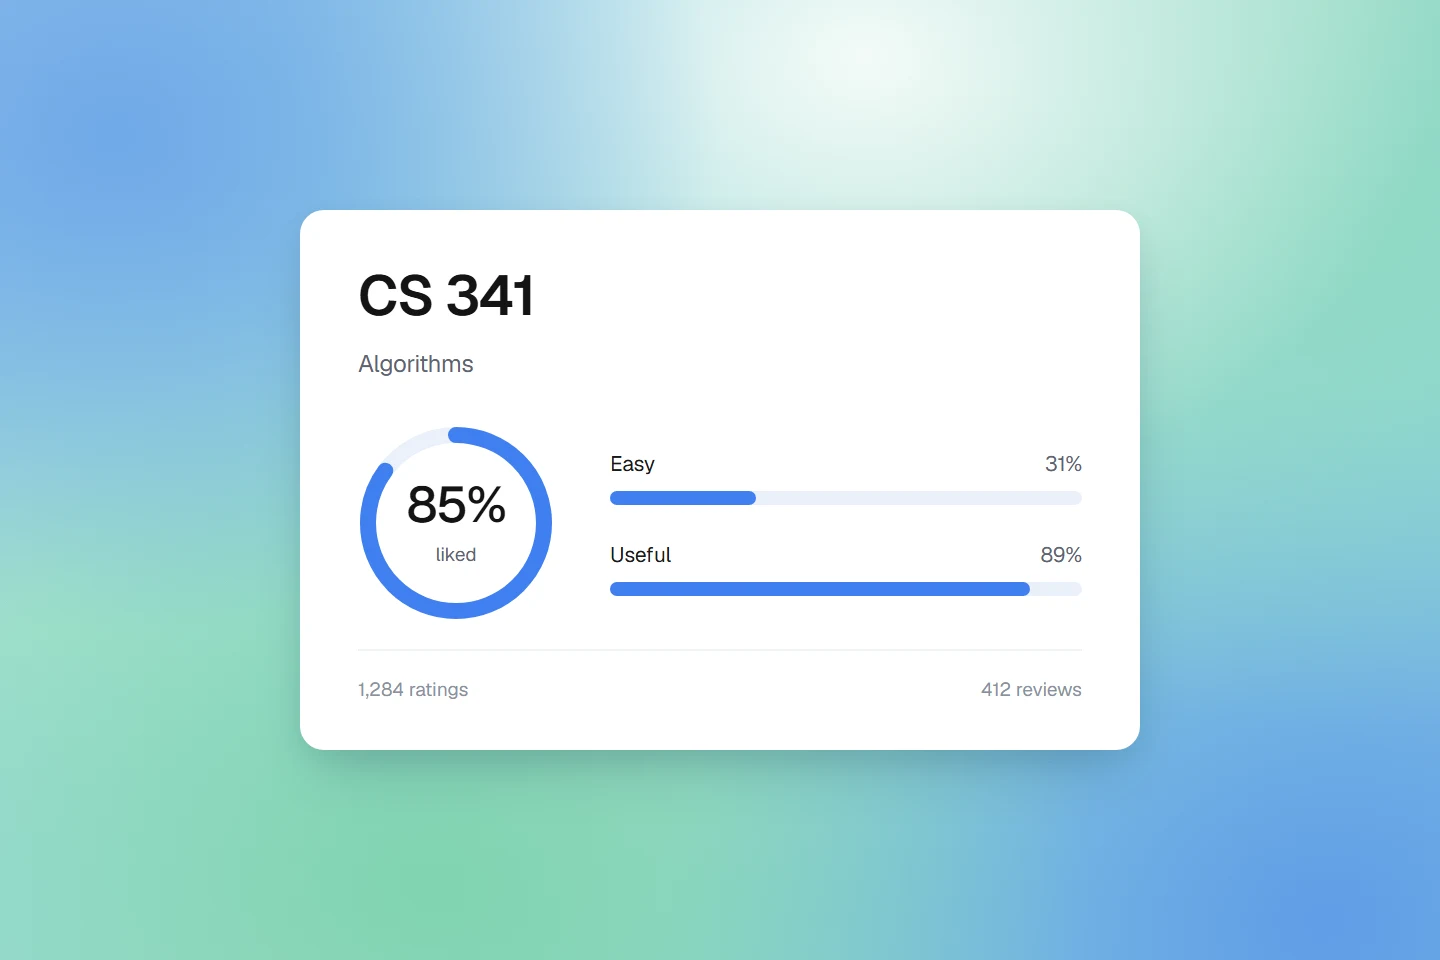 CS 341
Algorithms
85%
liked
Easy 31%
Useful 89%
1,284 ratings 412 reviews